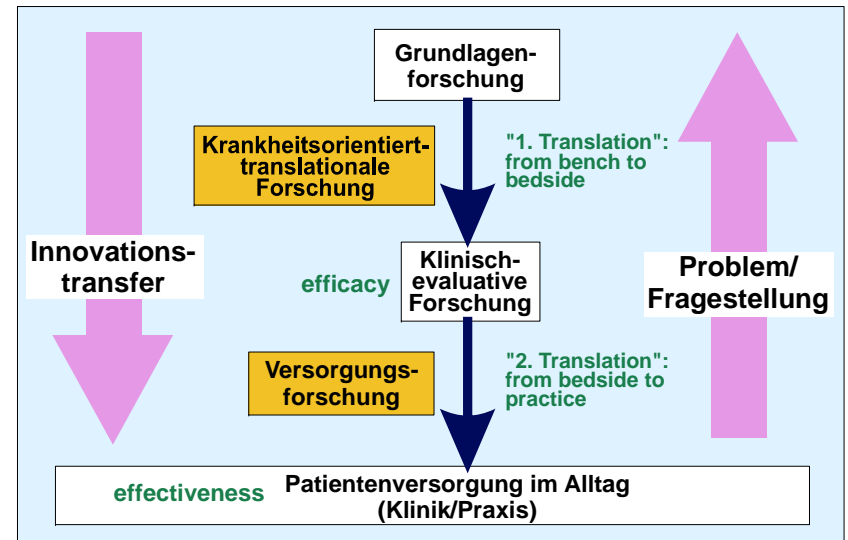 Grundlagen-
forschung
Krankheitsorientiert-
translationale
Forschung
"1. Translation":
from bench to
bedside
Innovations-
transfer
efficacy
Klinisch-
evaluative
Forschung
Problem/
Fragestellung
Versorgungs-
forschung
"2. Translation":
from bedside to
practice
effectiveness
Patientenversorgung im Alltag
(Klinik/Praxis)